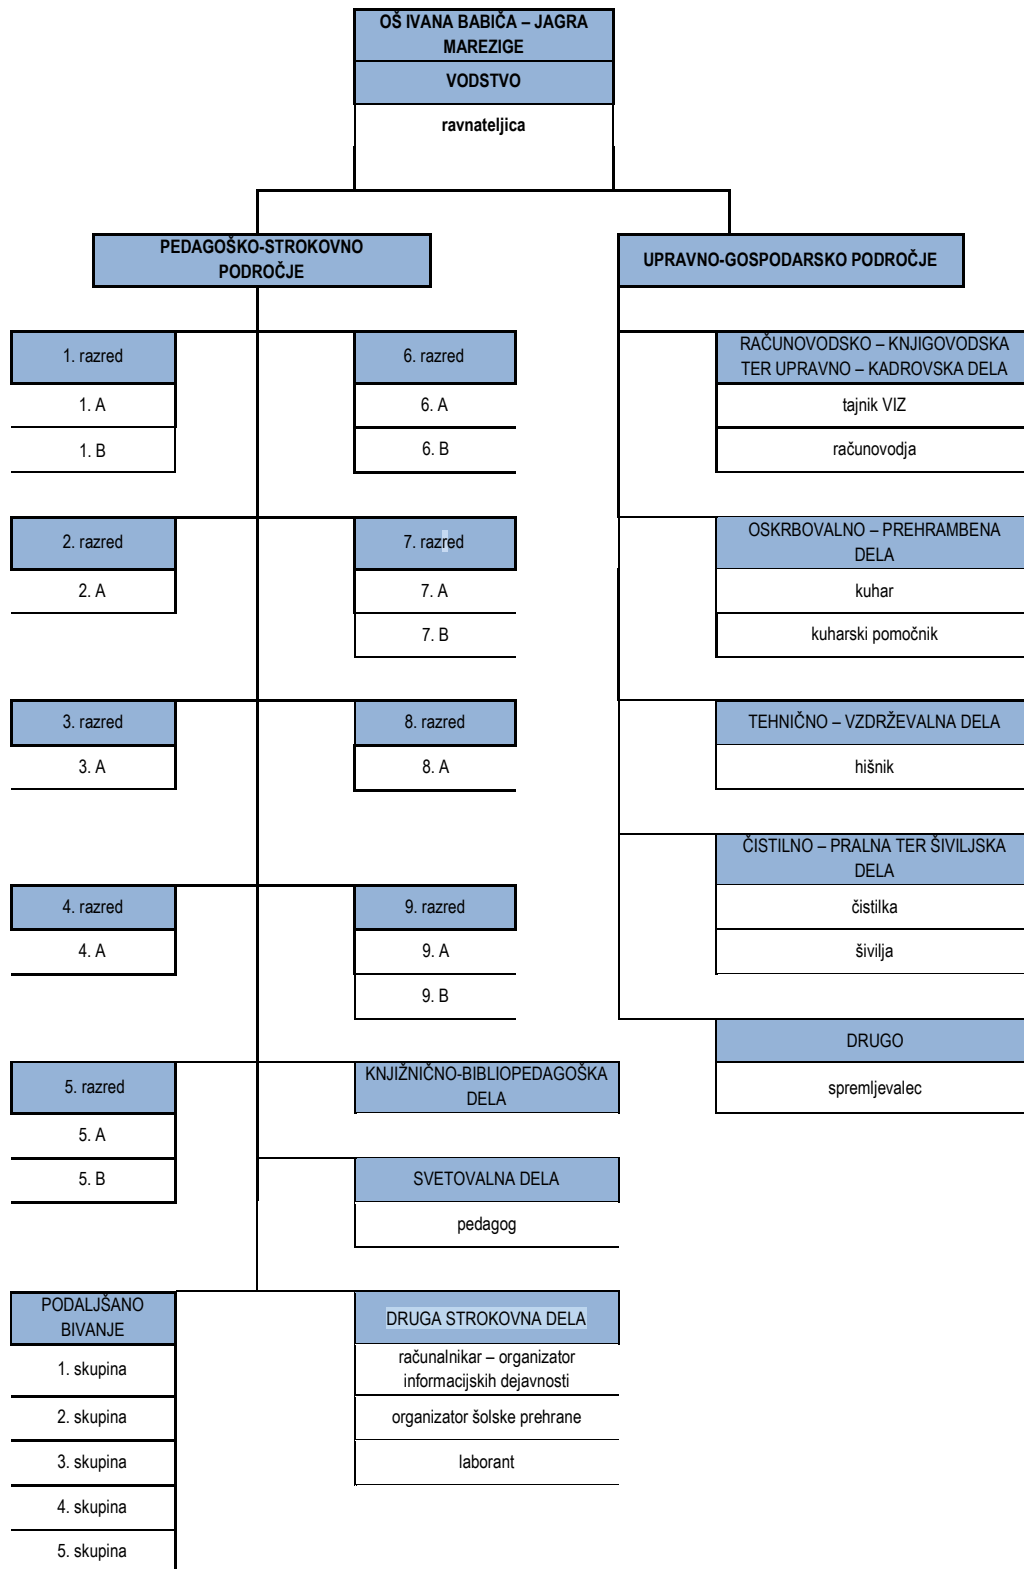 OŠ IVANA BABIČA – JAGRA
MAREZIGE
VODSTVO
ravnateljica
PEDAGOŠKO-STROKOVNO
PODROČJE
UPRAVNO-GOSPODARSKO PODROČJE
1. razred
1. A
1. B
6. razred
6. A
6. B
RAČUNOVODSKO – KNJIGOVODSKA
TER UPRAVNO – KADROVSKA DELA
tajnik VIZ
računovodja
2. razred
2. A
7. razred
7. A
7. B
OSKRBOVALNO – PREHRAMBENA
DELA
kuhar
kuharski pomočnik
3. razred
3. A
8. razred
8. A
TEHNIČNO – VZDRŽEVALNA DELA
hišnik
4. razred
4. A
9. razred
9. A
9. B
ČISTILNO – PRALNA TER ŠIVILJSKA
DELA
čistilka
šivilja
5. razred
5. A
5. B
KNJIŽNIČNO-BIBLIOPEDAGOŠKA
DELA
DRUGO
spremljevalec
SVETOVALNA DELA
pedagog
PODALJŠANO
BIVANJE
1. skupina
2. skupina
3. skupina
4. skupina
5. skupina
DRUGA STROKOVNA DELA
računalnikar – organizator
informacijskih dejavnosti
organizator šolske prehrane
laborant